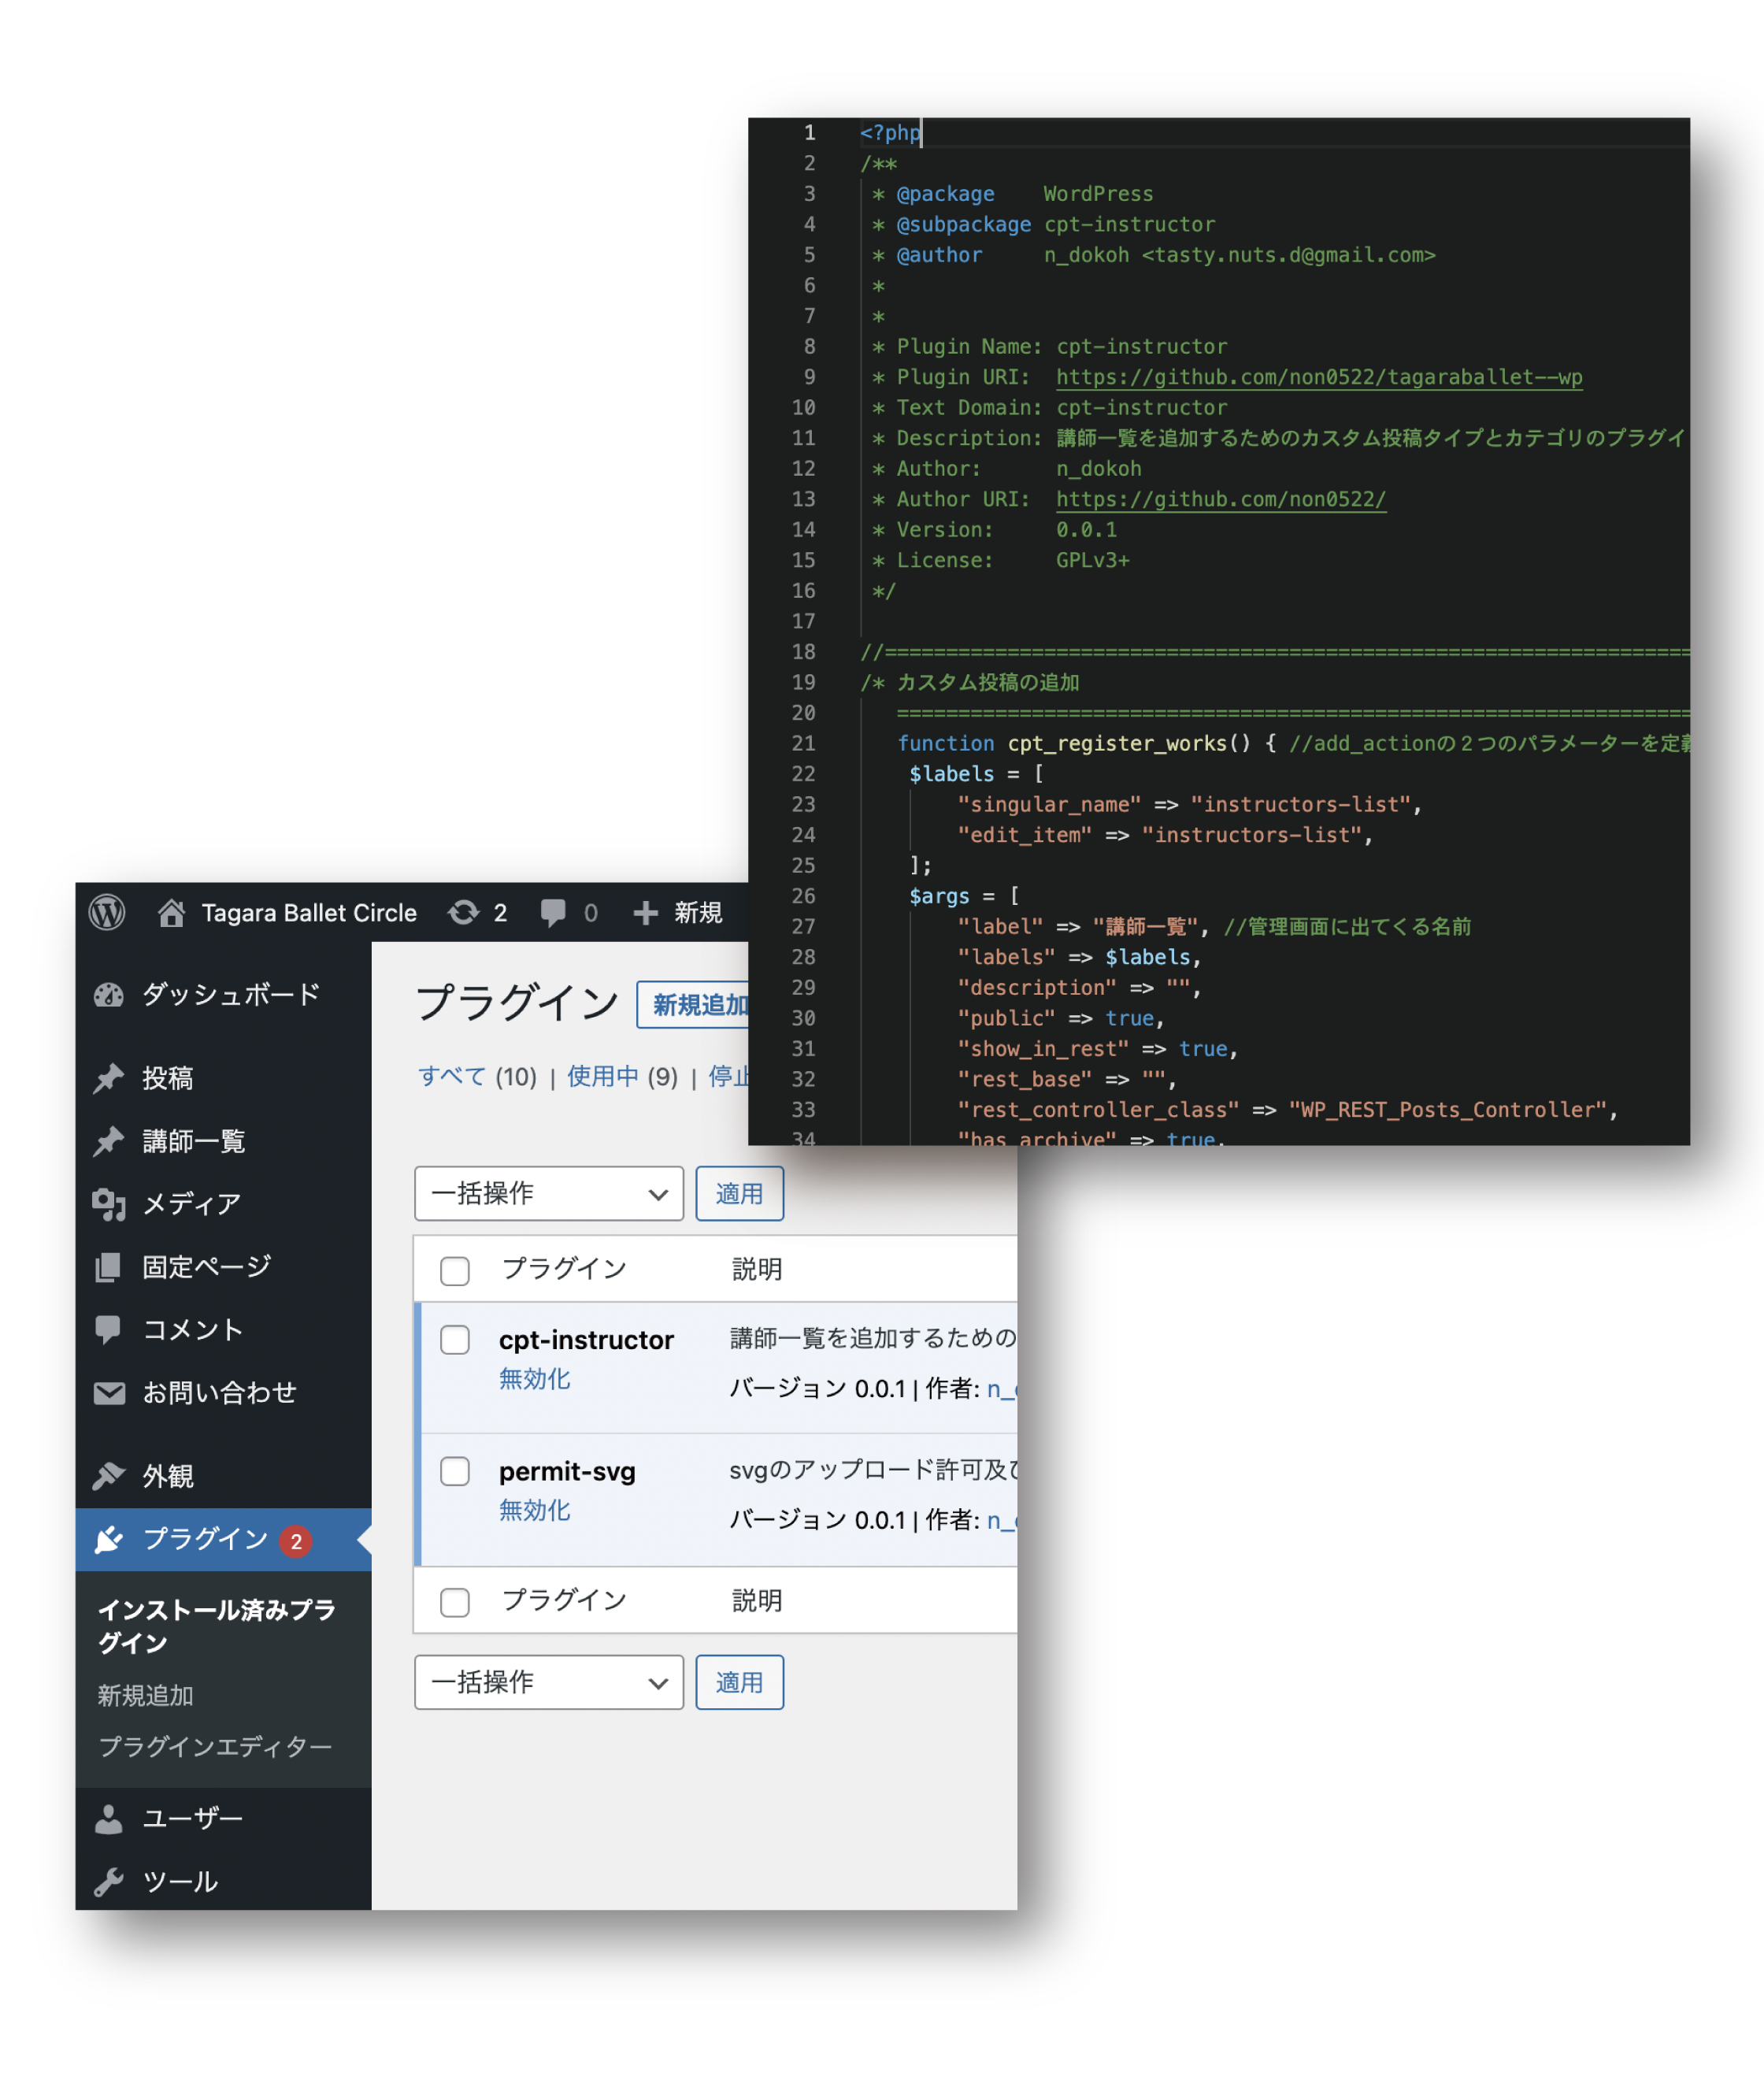 1 <?php
2 /**
3 * @package WordPress
4 * @subpackage cpt-instructor
5 * @author n_dokoh <tasty.nuts.d@gmail.com>
6 *
7 *
8 * Plugin Name: cpt-instructor
9 * Plugin URI: https://github.com/non0522/tagaraballet--wp
10 * Text Domain: cpt-instructor
11 * Description: 講師一覧を追加するためのカスタム投稿タイプとカテゴリのプラグイ
12 * Author: n_dokoh
13 * Author URI: https://github.com/non0522/
14 * Version: 0.0.1
15 * License: GPLv3+
16 */
17
18 //==================================================================
19 /* カスタム投稿の追加
20 =================================================================
21 function cpt_register_works() { //add_actionの２つのパラメーターを定義
22 $labels = [
23 "singular_name" => "instructors-list",
24 "edit_item" => "instructors-list",
25 ];
26 $args = [
27 "label" => "講師一覧", //管理画面に出てくる名前
28 "labels" => $labels,
29 "description" => "",
30 "public" => true,
31 "show_in_rest" => true,
32 "rest_base" => "",
33 "rest_controller_class" => "WP_REST_Posts_Controller",
34 "has_archive" => true,
Tagara Ballet Circle 2 0 新規
ダッシュボード
投稿
講師一覧
メディア
固定ページ
コメント
お問い合わせ
外観
プラグイン 2
インストール済みプラ
グイン
新規追加
プラグインエディター
ユーザー
ツール
プラグイン 新規追加
すべて (10) | 使用中 (9) | 停止
一括操作 適用
プラグイン 説明
cpt-instructor 講師一覧を追加するための
無効化 バージョン 0.0.1 | 作者: n_
permit-svg svgのアップロード許可及び
無効化 バージョン 0.0.1 | 作者: n_
プラグイン 説明
一括操作 適用